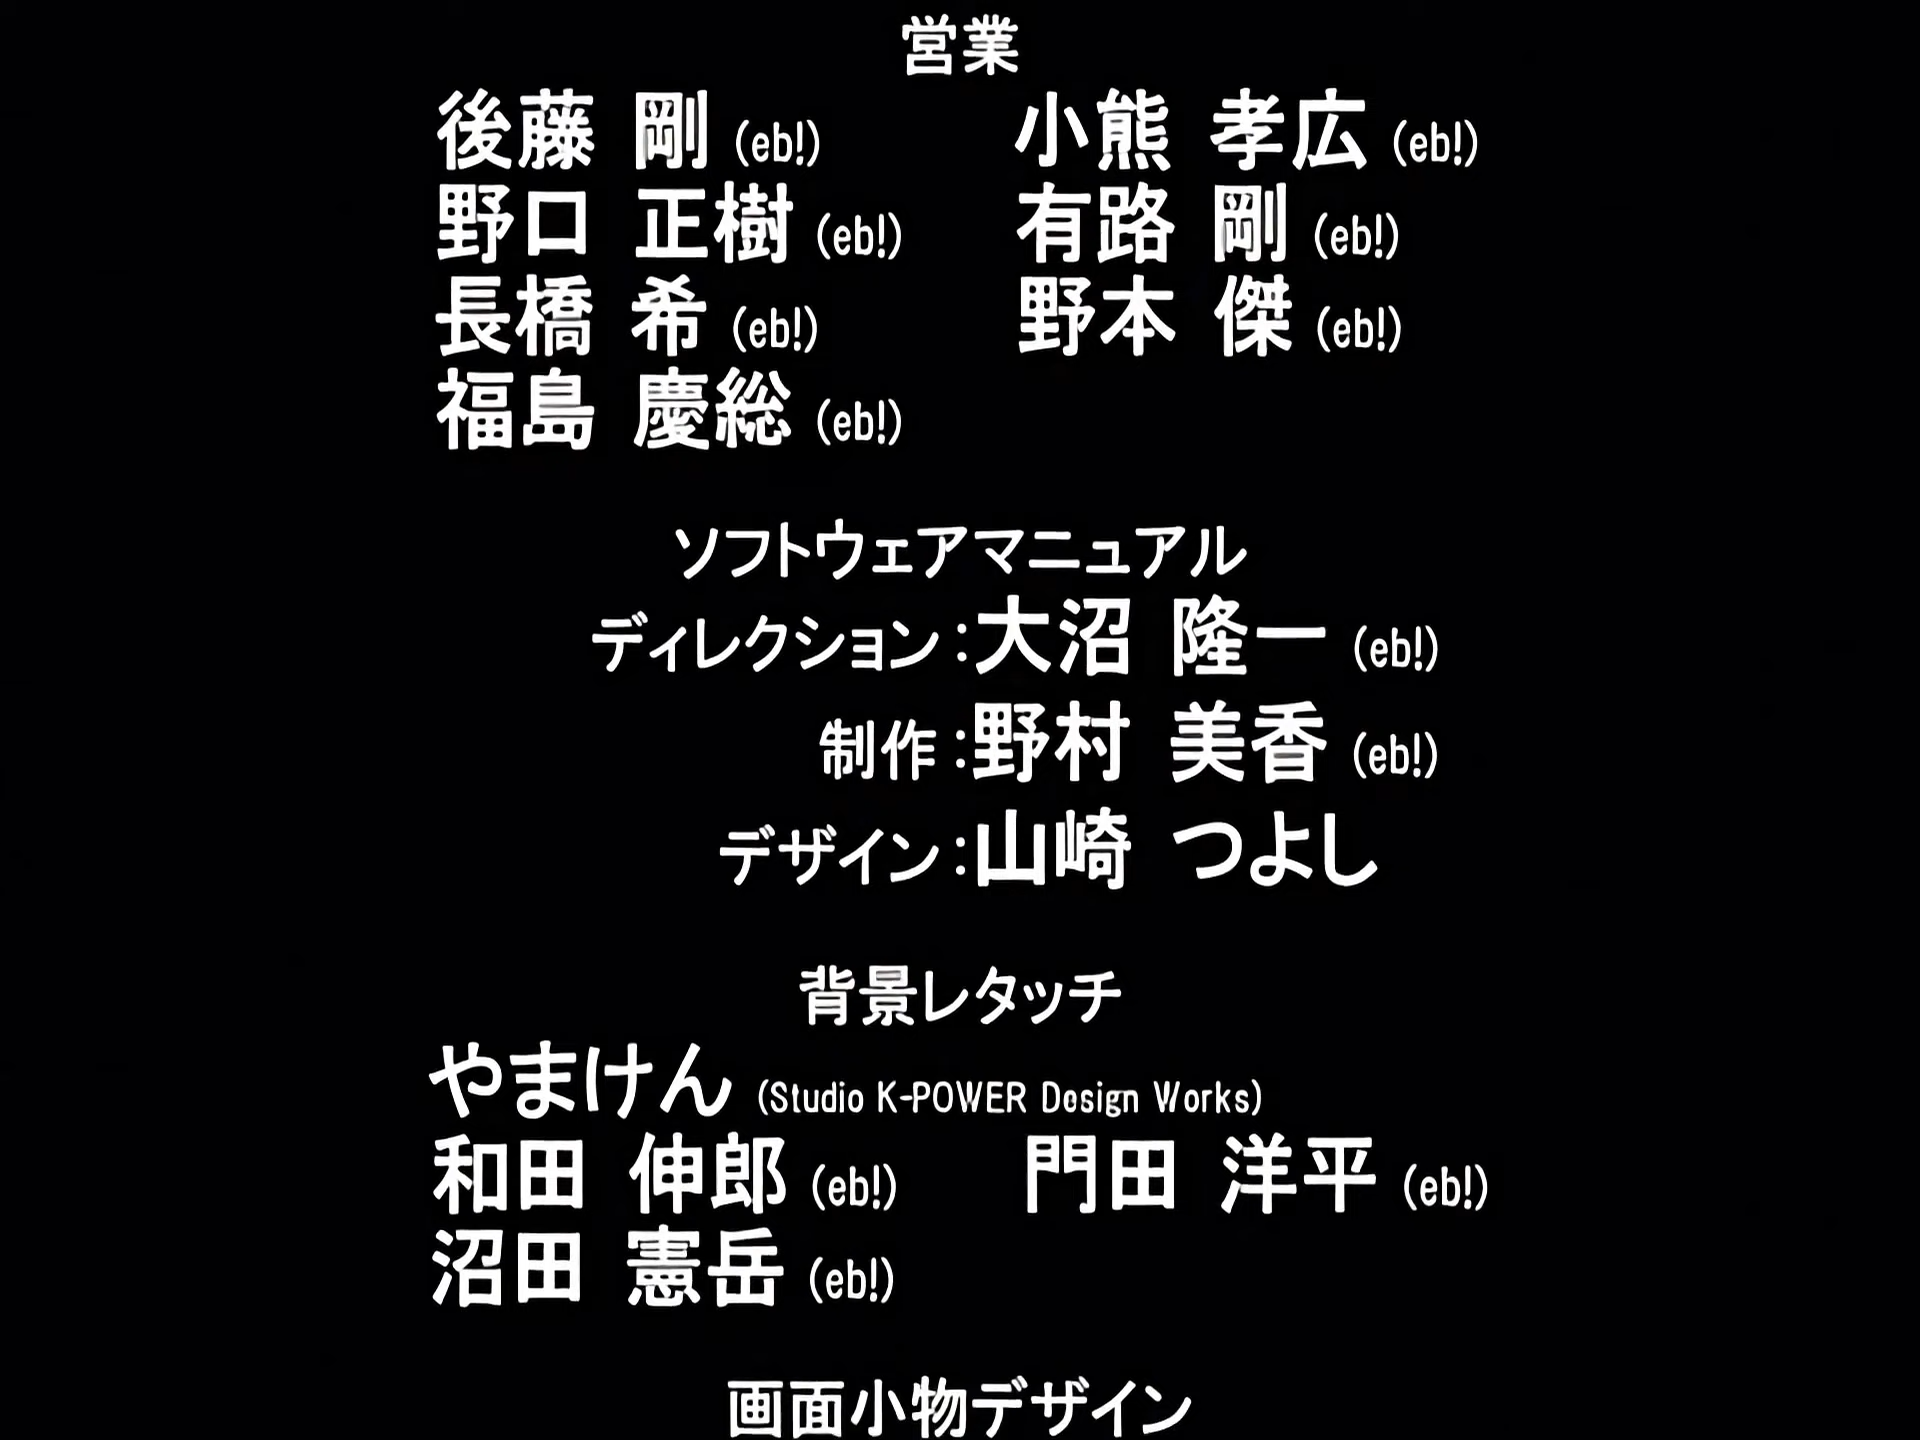 営業
後藤 剛 (eb!) 小熊 孝広 (eb!)
野口 正樹 (eb!) 有路 剛 (eb!)
長橋 希 (eb!) 野本 傑 (eb!)
福島 慶総 (eb!)
ソフトウェアマニュアル
ディレクション:大沼 隆一 (eb!)
制作:野村 美香 (eb!)
デザイン:山崎 つよし
背景レタッチ
やまけん (Studio K-POWER Design Works)
和田 伸郎 (eb!) 門田 洋平 (eb!)
沼田 憲岳 (eb!)
画面小物デザイン